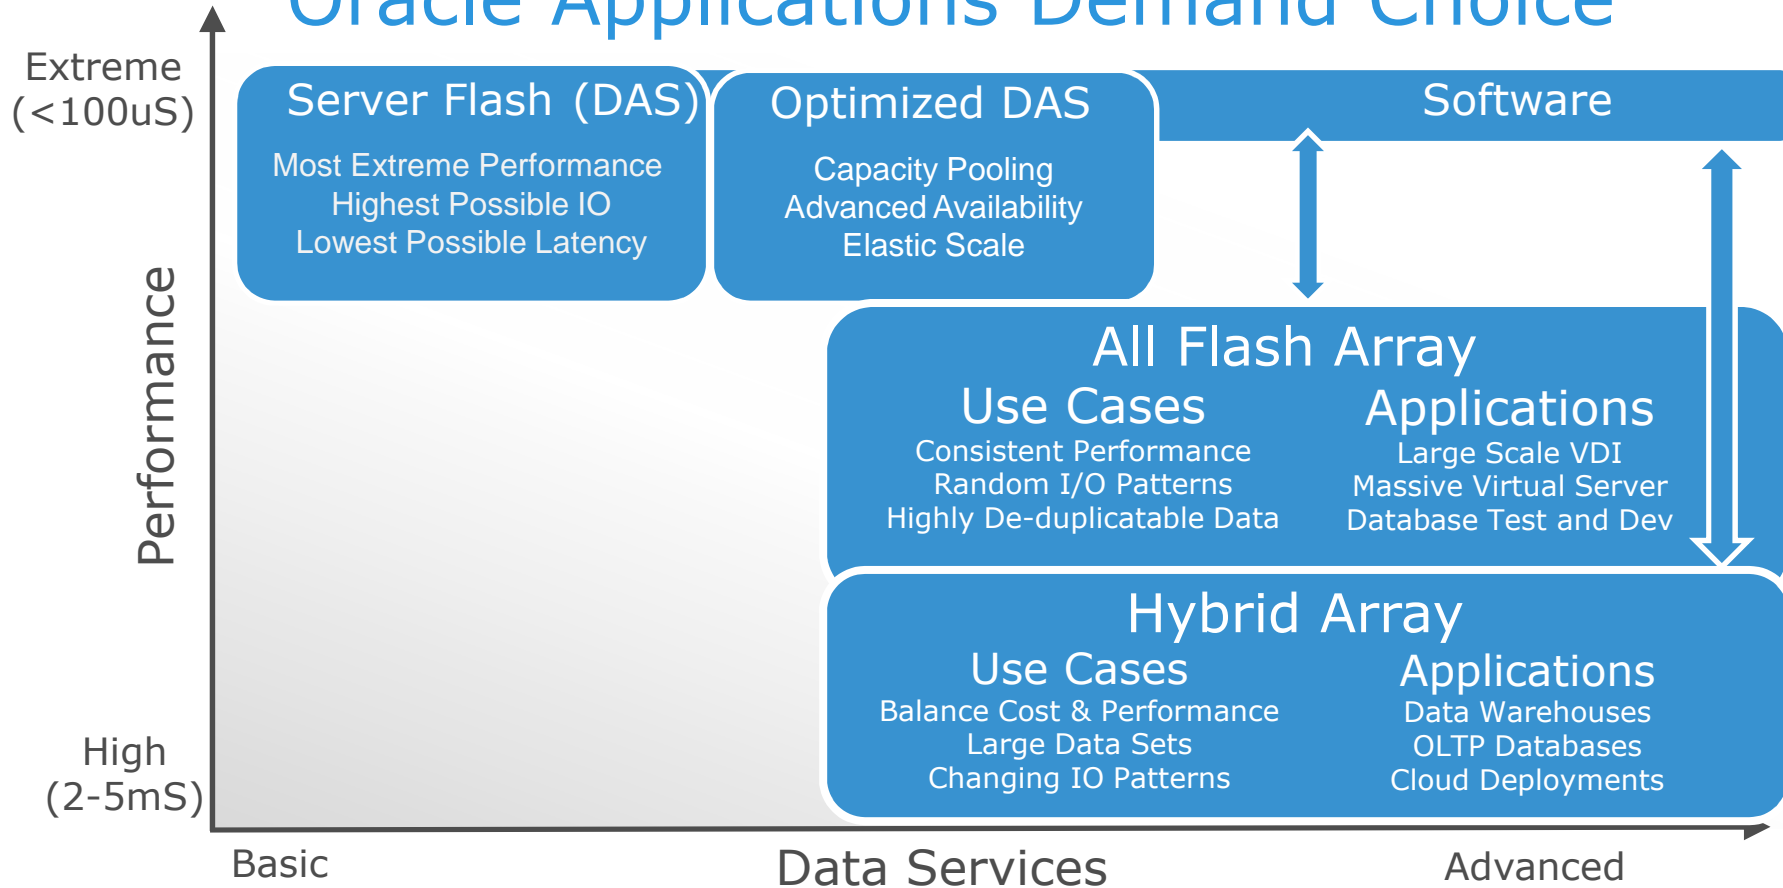 Oracle Applications Demand Choice
Extreme
(<100uS)
Server Flash (DAS)
Most Extreme Performance
Highest Possible IO
Lowest Possible Latency
Optimized DAS
Capacity Pooling
Advanced Availability
Elastic Scale
Software
Performance
All Flash Array
Use Cases
Consistent Performance
Random I/O Patterns
Highly De-duplicatable Data
Applications
Large Scale VDI
Massive Virtual Server
Database Test and Dev
Hybrid Array
Use Cases
Balance Cost & Performance
Large Data Sets
Changing IO Patterns
Applications
Data Warehouses
OLTP Databases
Cloud Deployments
High
(2-5mS)
Basic
Data Services
Advanced